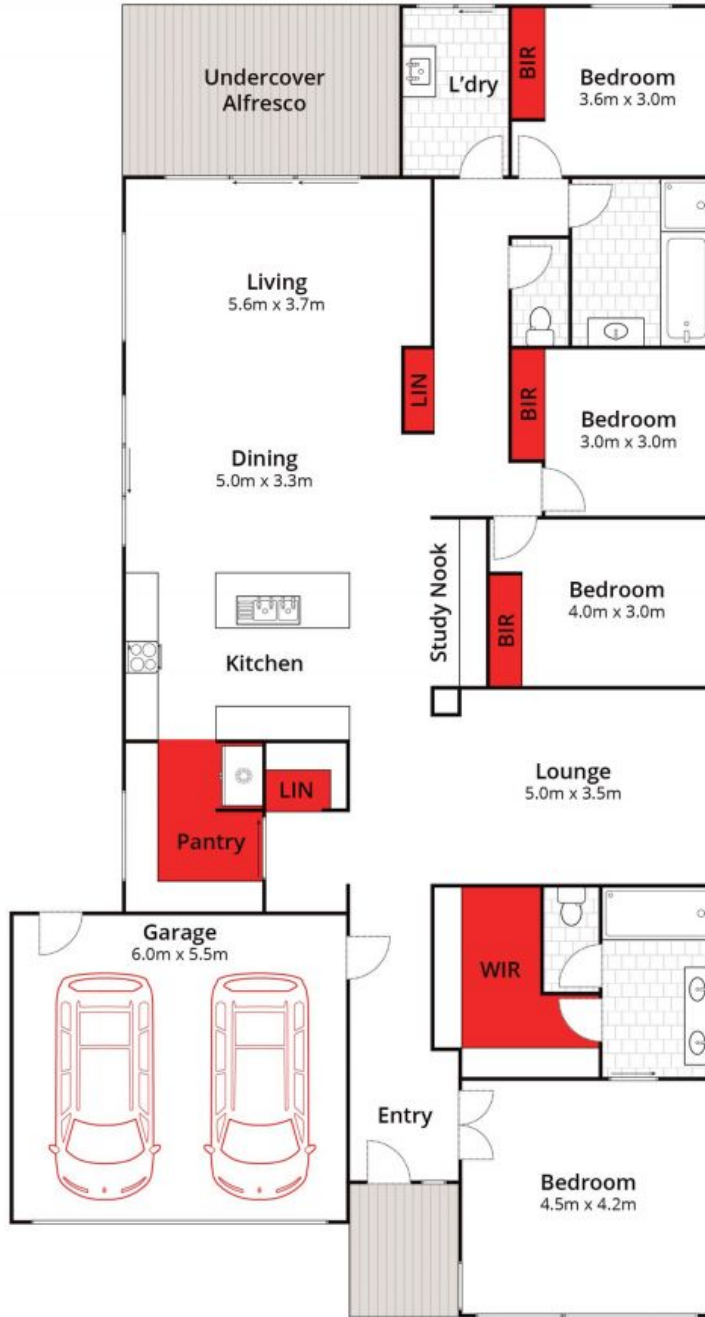 Undercover
Alfresco
L'dry
BIR
Bedroom
3.6m x 3.0m
Living
5.6m x 3.7m
LIN
BIR
Bedroom
3.0m x 3.0m
Dining
5.0m x 3.3m
Study Nook
BIR
Bedroom
4.0m x 3.0m
Kitchen
Lounge
5.0m x 3.5m
LIN
Pantry
Garage
6.0m x 5.5m
WIR
Entry
Bedroom
4.5m x 4.2m